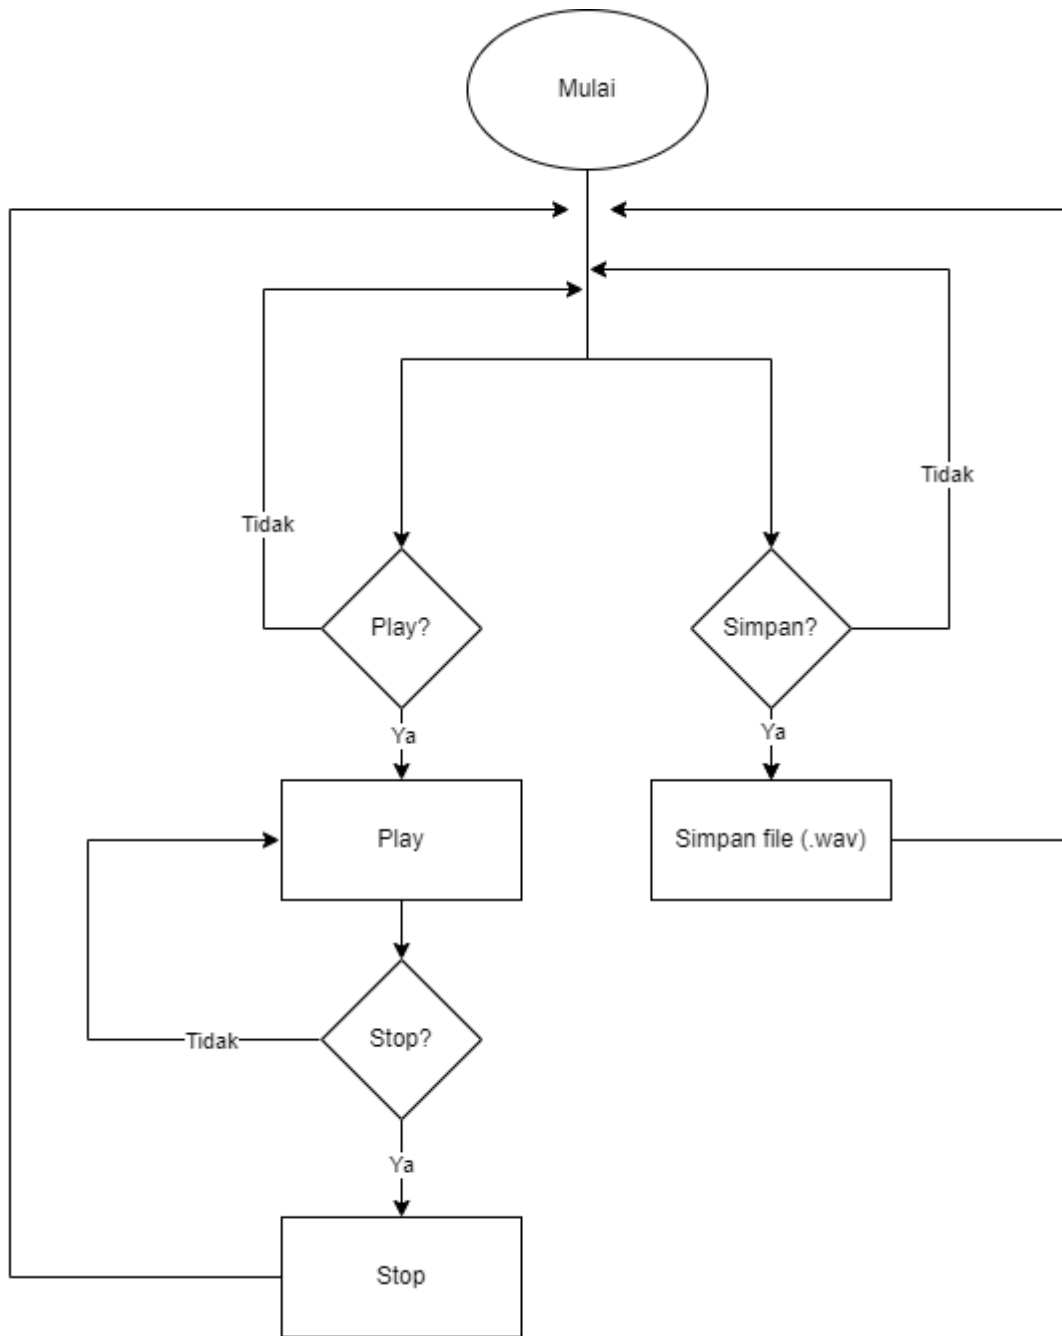 Mulai
Tidak
Tidak
Play?
Simpan?
Ya
Ya
Play
Simpan file (.wav)
Tidak
Stop?
Ya
Stop